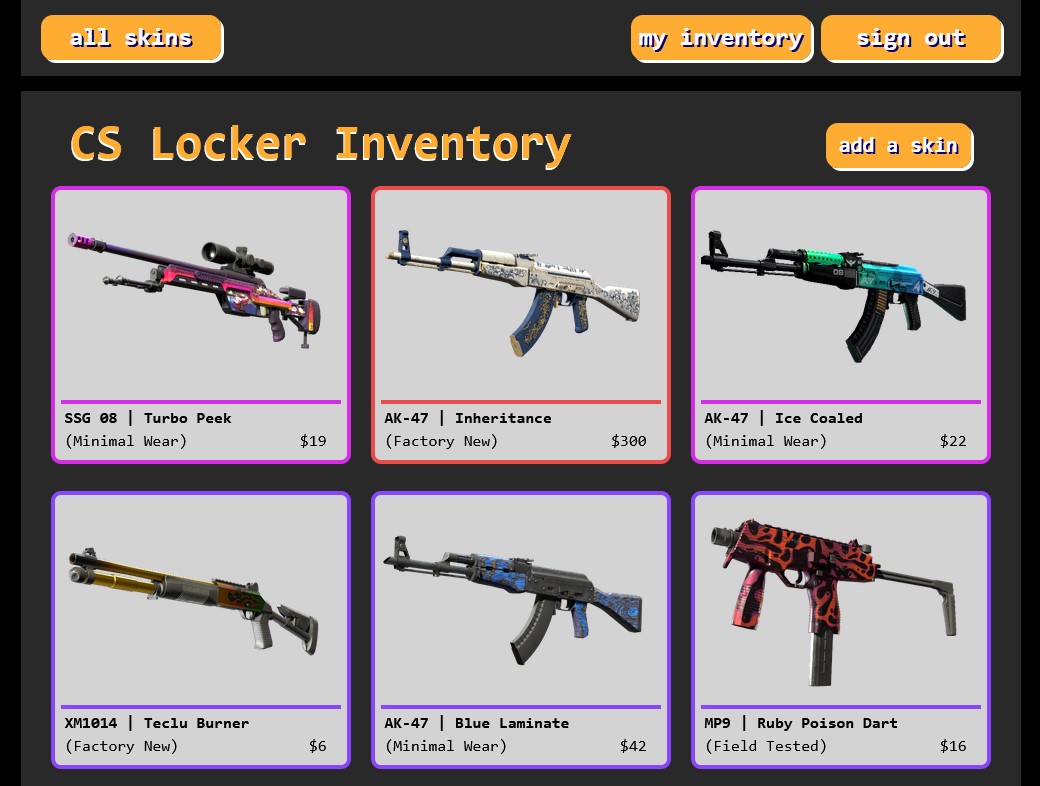 all skins my inventory sign out
CS Locker Inventory add a skin
SSG 08 | Turbo Peek
(Minimal Wear) $19
AK-47 | Inheritance
(Factory New) $300
AK-47 | Ice Coaled
(Minimal Wear) $22
XM1014 | Teclu Burner
(Factory New) $6
AK-47 | Blue Laminate
(Minimal Wear) $42
MP9 | Ruby Poison Dart
(Field Tested) $16